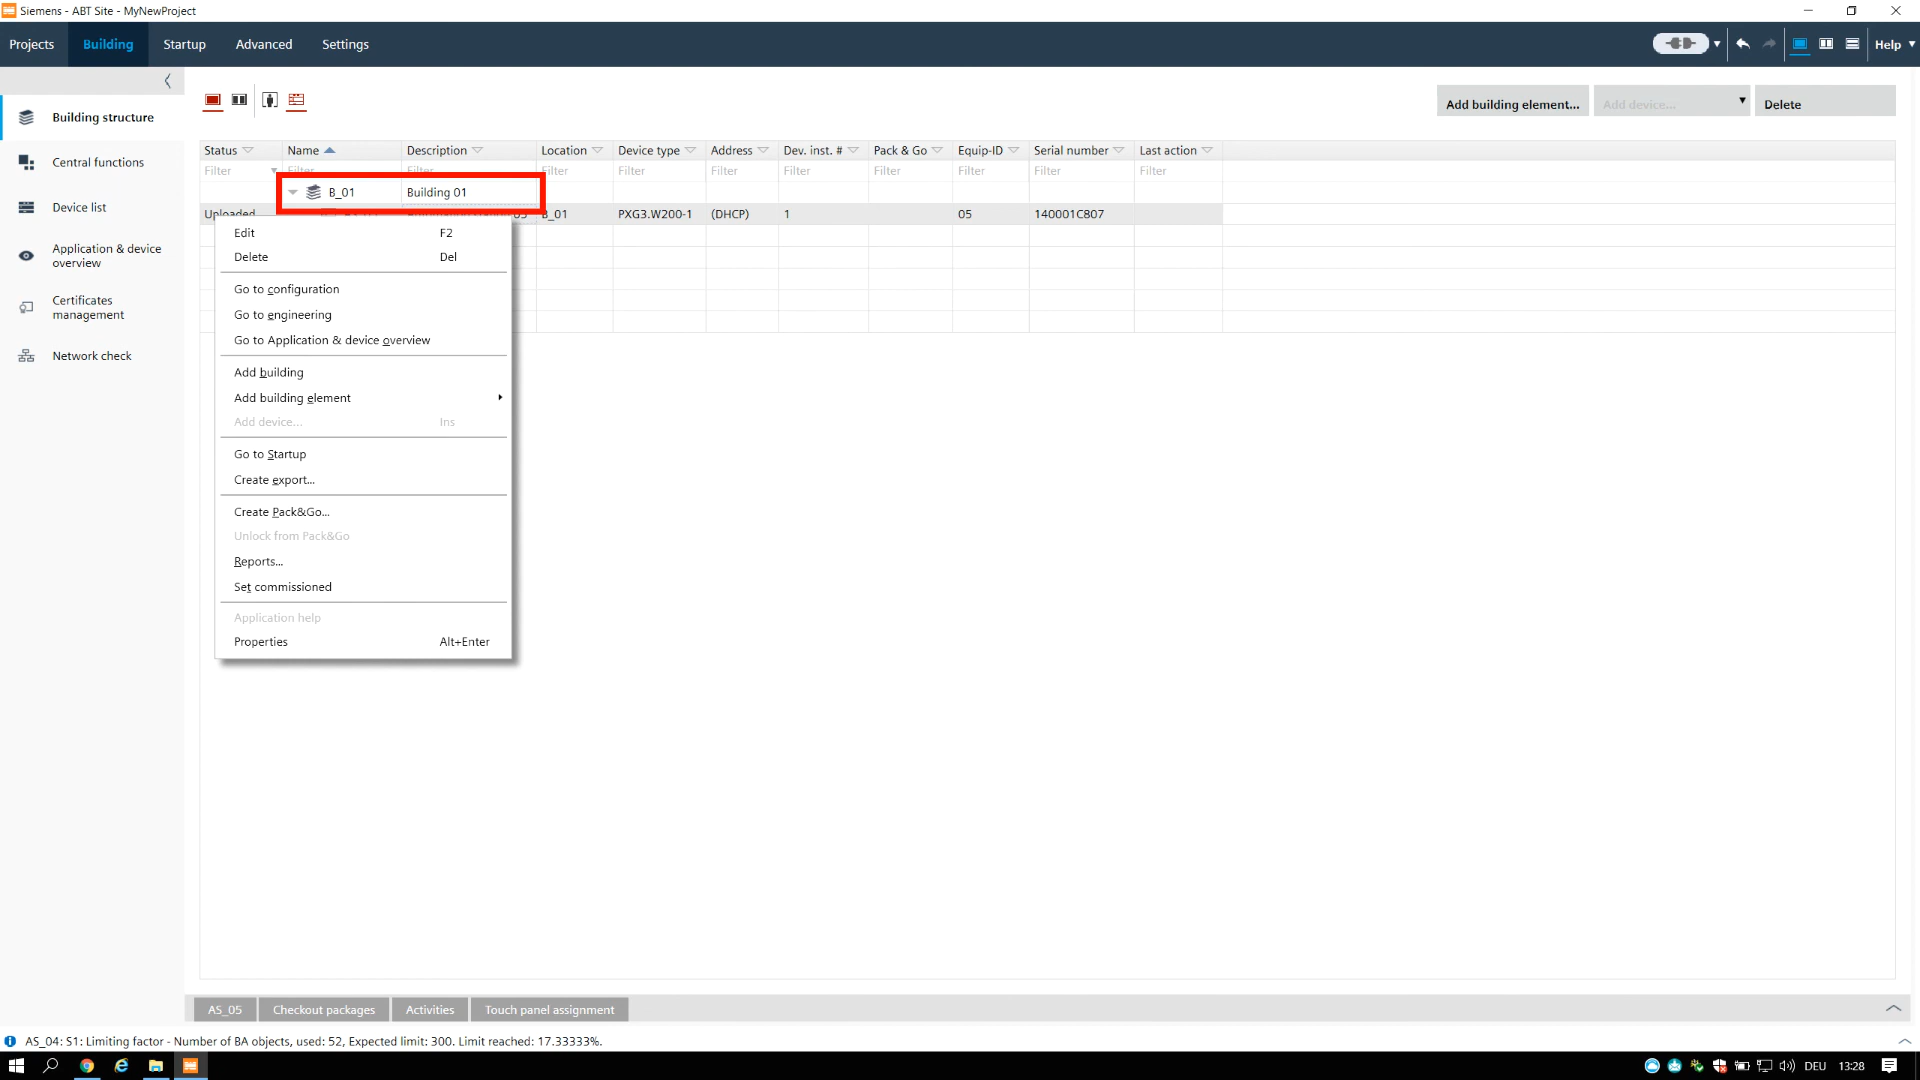 Siemens - ABT Site - MyNewProject
Projects Building Startup Advanced Settings Help
Building structure
Central functions
Device list
Application & device
overview
Certificates
management
Network check
Add building element... Add device... Delete
Status Name Description Location Device type Address Dev. inst. # Pack & Go Equip-ID Serial number Last action
Filter Filter Filter Filter Filter Filter Filter Filter Filter Filter Filter
B_01 Building 01
Uploaded B_01 PXG3.W200-1 (DHCP) 1 05 140001C807
Edit F2
Delete Del
Go to configuration
Go to engineering
Go to Application & device overview
Add building
Add building element
Add device... Ins
Go to Startup
Create export...
Create Pack&Go...
Unlock from Pack&Go
Reports...
Set commissioned
Application help
Properties Alt+Enter
AS_05 Checkout packages Activities Touch panel assignment
AS_04: S1: Limiting factor - Number of BA objects, used: 52, Expected limit: 300. Limit reached: 17.33333%.
DEU 13:28